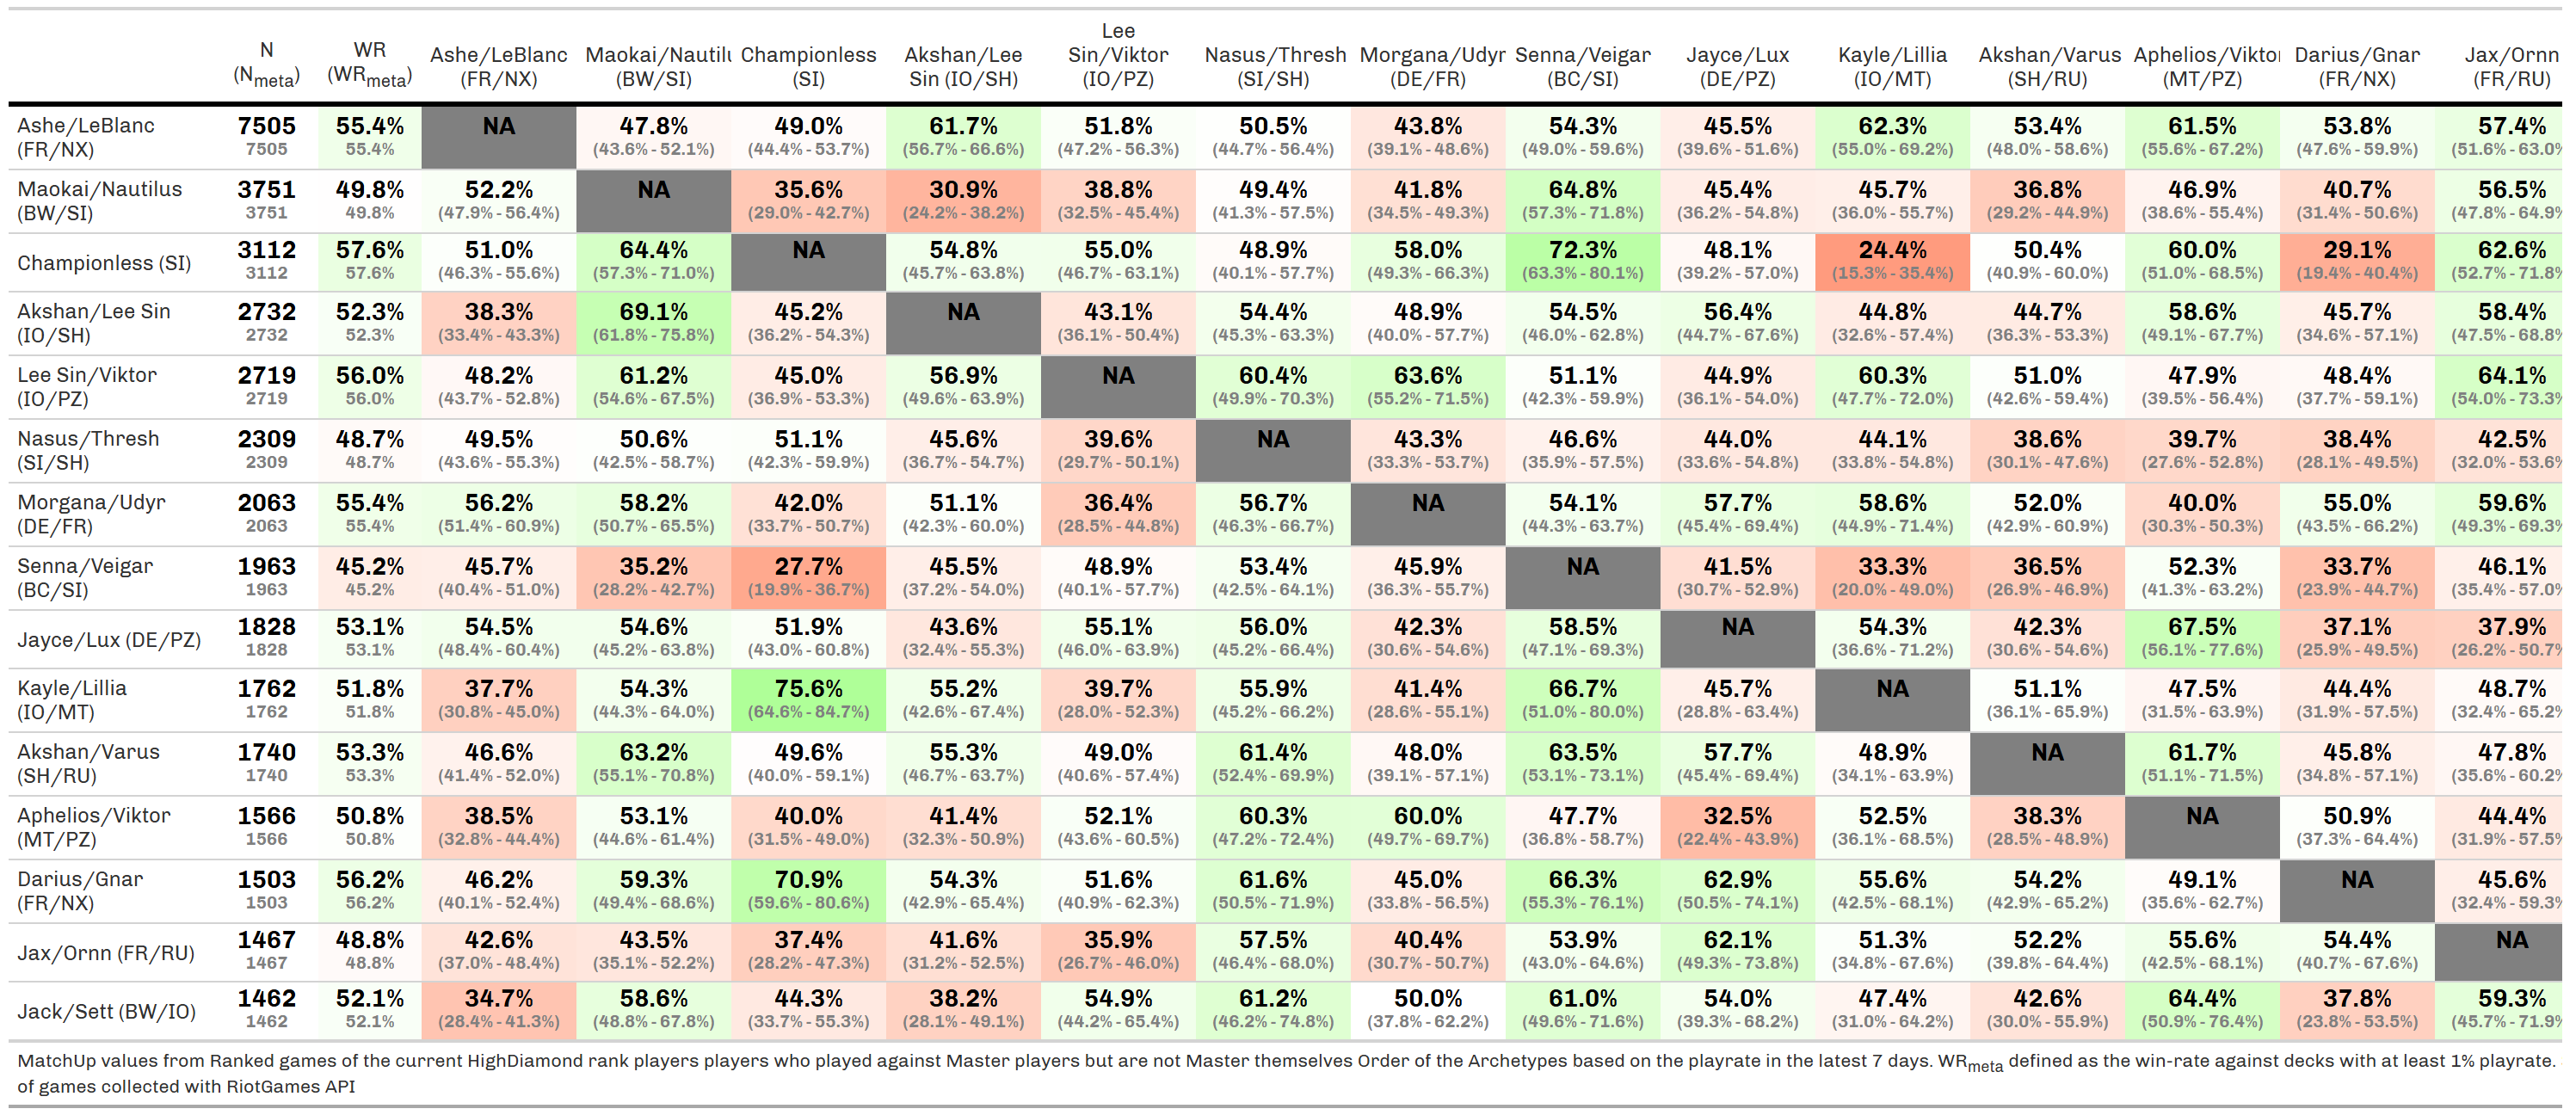 N (Nmeta) WR (WRmeta) Ashe/LeBlanc (FR/NX) Maokai/Nautilu (BW/SI) Championless (SI) Akshan/Lee Sin (IO/SH) Lee Sin/Viktor (IO/PZ) Nasus/Thresh (SI/SH) Morgana/Udyr (DE/FR) Senna/Veigar (BC/SI) Jayce/Lux (DE/PZ) Kayle/Lillia (IO/MT) Akshan/Varus (SH/RU) Aphelios/Viktor (MT/PZ) Darius/Gnar (FR/NX) Jax/Ornn (FR/RU)
Ashe/LeBlanc 7505 55.4% NA 47.8% 49.0% 61.7% 51.8% 50.5% 43.8% 54.3% 45.5% 62.3% 53.4% 61.5% 53.8% 57.4%
(FR/NX) 7505 55.4% (43.6% - 52.1%) (44.4% - 53.7%) (56.7% - 66.6%) (47.2% - 56.3%) (44.7% - 56.4%) (39.1% - 48.6%) (49.0% - 59.6%) (39.6% - 51.6%) (55.0% - 69.2%) (48.0% - 58.6%) (55.6% - 67.2%) (47.6% - 59.9%) (51.6% - 63.0%
Maokai/Nautilus 3751 49.8% 52.2% NA 35.6% 30.9% 38.8% 49.4% 41.8% 64.8% 45.4% 45.7% 36.8% 46.9% 40.7% 56.5%
(BW/SI) 3751 49.8% (47.9% - 56.4%) (29.0% - 42.7%) (24.2% - 38.2%) (32.5% - 45.4%) (41.3% - 57.5%) (34.5% - 49.3%) (57.3% - 71.8%) (36.2% - 54.8%) (36.0% - 55.7%) (29.2% - 44.9%) (38.6% - 55.4%) (31.4% - 50.6%) (47.8% - 64.9%
Championless (SI) 3112 57.6% 51.0% 64.4% NA 54.8% 55.0% 48.9% 58.0% 72.3% 48.1% 24.4% 50.4% 60.0% 29.1% 62.6%
3112 57.6% (46.3% - 55.6%) (57.3% - 71.0%) (45.7% - 63.8%) (46.7% - 63.1%) (40.1% - 57.7%) (49.3% - 66.3%) (63.3% - 80.1%) (39.2% - 57.0%) (15.3% - 35.4%) (40.9% - 60.0%) (51.0% - 68.5%) (19.4% - 40.4%) (52.7% - 71.8%
Akshan/Lee Sin 2732 52.3% 38.3% 69.1% 45.2% NA 43.1% 54.4% 48.9% 54.5% 56.4% 44.8% 44.7% 58.6% 45.7% 58.4%
(IO/SH) 2732 52.3% (33.4% - 43.3%) (61.8% - 75.8%) (36.2% - 54.3%) (36.1% - 50.4%) (45.3% - 63.3%) (40.0% - 57.7%) (46.0% - 62.8%) (44.7% - 67.6%) (32.6% - 57.4%) (36.3% - 53.3%) (49.1% - 67.7%) (34.6% - 57.1%) (47.5% - 68.8%
Lee Sin/Viktor 2719 56.0% 48.2% 61.2% 45.0% 56.9% NA 60.4% 63.6% 51.1% 44.9% 60.3% 51.0% 47.9% 48.4% 64.1%
(IO/PZ) 2719 56.0% (43.7% - 52.8%) (54.6% - 67.5%) (36.9% - 53.3%) (49.6% - 63.9%) (49.9% - 70.3%) (55.2% - 71.5%) (42.3% - 59.9%) (36.1% - 54.0%) (47.7% - 72.0%) (42.6% - 59.4%) (39.5% - 56.4%) (37.7% - 59.1%) (54.0% - 73.3%
Nasus/Thresh 2309 48.7% 49.5% 50.6% 51.1% 45.6% 39.6% NA 43.3% 46.6% 44.0% 44.1% 38.6% 39.7% 38.4% 42.5%
(SI/SH) 2309 48.7% (43.6% - 55.3%) (42.5% - 58.7%) (42.3% - 59.9%) (36.7% - 54.7%) (29.7% - 50.1%) (33.3% - 53.7%) (35.9% - 57.5%) (33.6% - 54.8%) (33.8% - 54.8%) (30.1% - 47.6%) (27.6% - 52.8%) (28.1% - 49.5%) (32.0% - 53.6%
Morgana/Udyr 2063 55.4% 56.2% 58.2% 42.0% 51.1% 36.4% 56.7% NA 54.1% 57.7% 58.6% 52.0% 40.0% 55.0% 59.6%
(DE/FR) 2063 55.4% (51.4% - 60.9%) (50.7% - 65.5%) (33.7% - 50.7%) (42.3% - 60.0%) (28.5% - 44.8%) (46.3% - 66.7%) (44.3% - 63.7%) (45.4% - 69.4%) (44.9% - 71.4%) (42.9% - 60.9%) (30.3% - 50.3%) (43.5% - 66.2%) (49.3% - 69.3%
Senna/Veigar 1963 45.2% 45.7% 35.2% 27.7% 45.5% 48.9% 53.4% 45.9% NA 41.5% 33.3% 36.5% 52.3% 33.7% 46.1%
(BC/SI) 1963 45.2% (40.4% - 51.0%) (28.2% - 42.7%) (19.9% - 36.7%) (37.2% - 54.0%) (40.1% - 57.7%) (42.5% - 64.1%) (36.3% - 55.7%) (30.7% - 52.9%) (20.0% - 49.0%) (26.9% - 46.9%) (41.3% - 63.2%) (23.9% - 44.7%) (35.4% - 57.0%
Jayce/Lux (DE/PZ) 1828 53.1% 54.5% 54.6% 51.9% 43.6% 55.1% 56.0% 42.3% 58.5% NA 54.3% 42.3% 67.5% 37.1% 37.9%
1828 53.1% (48.4% - 60.4%) (45.2% - 63.8%) (43.0% - 60.8%) (32.4% - 55.3%) (46.0% - 63.9%) (45.2% - 66.4%) (30.6% - 54.6%) (47.1% - 69.3%) (36.6% - 71.2%) (30.6% - 54.6%) (56.1% - 77.6%) (25.9% - 49.5%) (26.2% - 50.7%
Kayle/Lillia 1762 51.8% 37.7% 54.3% 75.6% 55.2% 39.7% 55.9% 41.4% 66.7% 45.7% NA 51.1% 47.5% 44.4% 48.7%
(IO/MT) 1762 51.8% (30.8% - 45.0%) (44.3% - 64.0%) (64.6% - 84.7%) (42.6% - 67.4%) (28.0% - 52.3%) (45.2% - 66.2%) (28.6% - 55.1%) (51.0% - 80.0%) (28.8% - 63.4%) (36.1% - 65.9%) (31.5% - 63.9%) (31.9% - 57.5%) (32.4% - 65.2%
Akshan/Varus 1740 53.3% 46.6% 63.2% 49.6% 55.3% 49.0% 61.4% 48.0% 63.5% 57.7% 48.9% NA 61.7% 45.8% 47.8%
(SH/RU) 1740 53.3% (41.4% - 52.0%) (55.1% - 70.8%) (40.0% - 59.1%) (46.7% - 63.7%) (40.6% - 57.4%) (52.4% - 69.9%) (39.1% - 57.1%) (53.1% - 73.1%) (45.4% - 69.4%) (34.1% - 63.9%) (51.1% - 71.5%) (34.8% - 57.1%) (35.6% - 60.2%
Aphelios/Viktor 1566 50.8% 38.5% 53.1% 40.0% 41.4% 52.1% 60.3% 60.0% 47.7% 32.5% 52.5% 38.3% NA 50.9% 44.4%
(MT/PZ) 1566 50.8% (32.8% - 44.4%) (44.6% - 61.4%) (31.5% - 49.0%) (32.3% - 50.9%) (43.6% - 60.5%) (47.2% - 72.4%) (49.7% - 69.7%) (36.8% - 58.7%) (22.4% - 43.9%) (36.1% - 68.5%) (28.5% - 48.9%) (37.3% - 64.4%) (31.9% - 57.5%
Darius/Gnar 1503 56.2% 46.2% 59.3% 70.9% 54.3% 51.6% 61.6% 45.0% 66.3% 62.9% 55.6% 54.2% 49.1% NA 45.6%
(FR/NX) 1503 56.2% (40.1% - 52.4%) (49.4% - 68.6%) (59.6% - 80.6%) (42.9% - 65.4%) (40.9% - 62.3%) (50.5% - 71.9%) (33.8% - 56.5%) (55.3% - 76.1%) (50.5% - 74.1%) (42.5% - 68.1%) (42.9% - 65.2%) (35.6% - 62.7%) (32.4% - 59.3%
Jax/Ornn (FR/RU) 1467 48.8% 42.6% 43.5% 37.4% 41.6% 35.9% 57.5% 40.4% 53.9% 62.1% 51.3% 52.2% 55.6% 54.4% NA
1467 48.8% (37.0% - 48.4%) (35.1% - 52.2%) (28.2% - 47.3%) (31.2% - 52.5%) (26.7% - 46.0%) (46.4% - 68.0%) (30.7% - 50.7%) (43.0% - 64.6%) (49.3% - 73.8%) (34.8% - 67.6%) (39.8% - 64.4%) (42.5% - 68.1%) (40.7% - 67.6%)
Jack/Sett (BW/IO) 1462 52.1% 34.7% 58.6% 44.3% 38.2% 54.9% 61.2% 50.0% 61.0% 54.0% 47.4% 42.6% 64.4% 37.8% 59.3%
1462 52.1% (28.4% - 41.3%) (48.8% - 67.8%) (33.7% - 55.3%) (28.1% - 49.1%) (44.2% - 65.4%) (46.2% - 74.8%) (37.8% - 62.2%) (49.6% - 71.6%) (39.3% - 68.2%) (31.0% - 64.2%) (30.0% - 55.9%) (50.9% - 76.4%) (23.8% - 53.5%) (45.7% - 71.9%
MatchUp values from Ranked games of the current HighDiamond rank players players who played against Master players but are not Master themselves Order of the Archetypes based on the playrate in the latest 7 days. WRmeta defined as the win-rate against decks with at least 1% playrate.
of games collected with RiotGames API